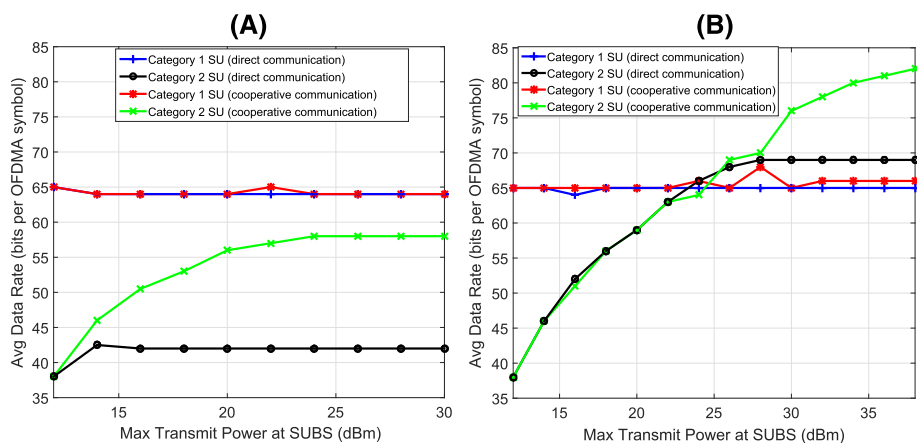 (A)
85
80
75
70
65
60
55
50
45
40
35
15
20
25
30
Avg Data Rate (bits per OFDMA symbol)
Max Transmit Power at SUBS (dBm)
Category 1 SU (direct communication)
Category 2 SU (direct communication)
Category 1 SU (cooperative communication)
Category 2 SU (cooperative communication)
(B)
85
80
75
70
65
60
55
50
45
40
35
15
20
25
30
35
Avg Data Rate (bits per OFDMA symbol)
Max Transmit Power at SUBS (dBm)
Category 1 SU (direct communication)
Category 2 SU (direct communication)
Category 1 SU (cooperative communication)
Category 2 SU (cooperative communication)